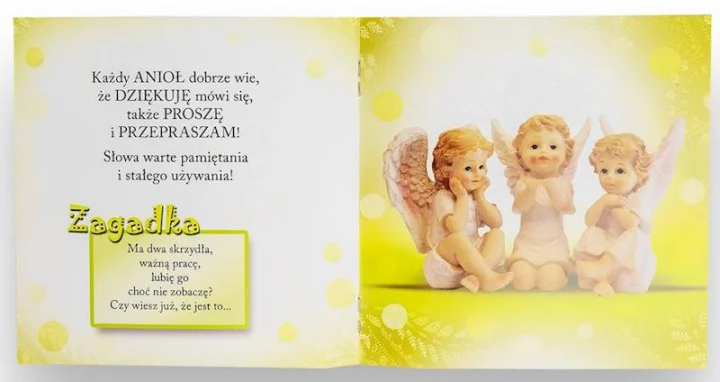 Każdy ANIOŁ dobrze wie,
że DZIĘKUJĘ mówi się,
także PROSZĘ
i PRZEPRASZAM!
Słowa warte pamiętania
i stałego używania!
Zagadka
Ma dwa skrzydła,
ważną pracę,
lubię go
choć nie zobaczę?
Czy wiesz już, że jest to...